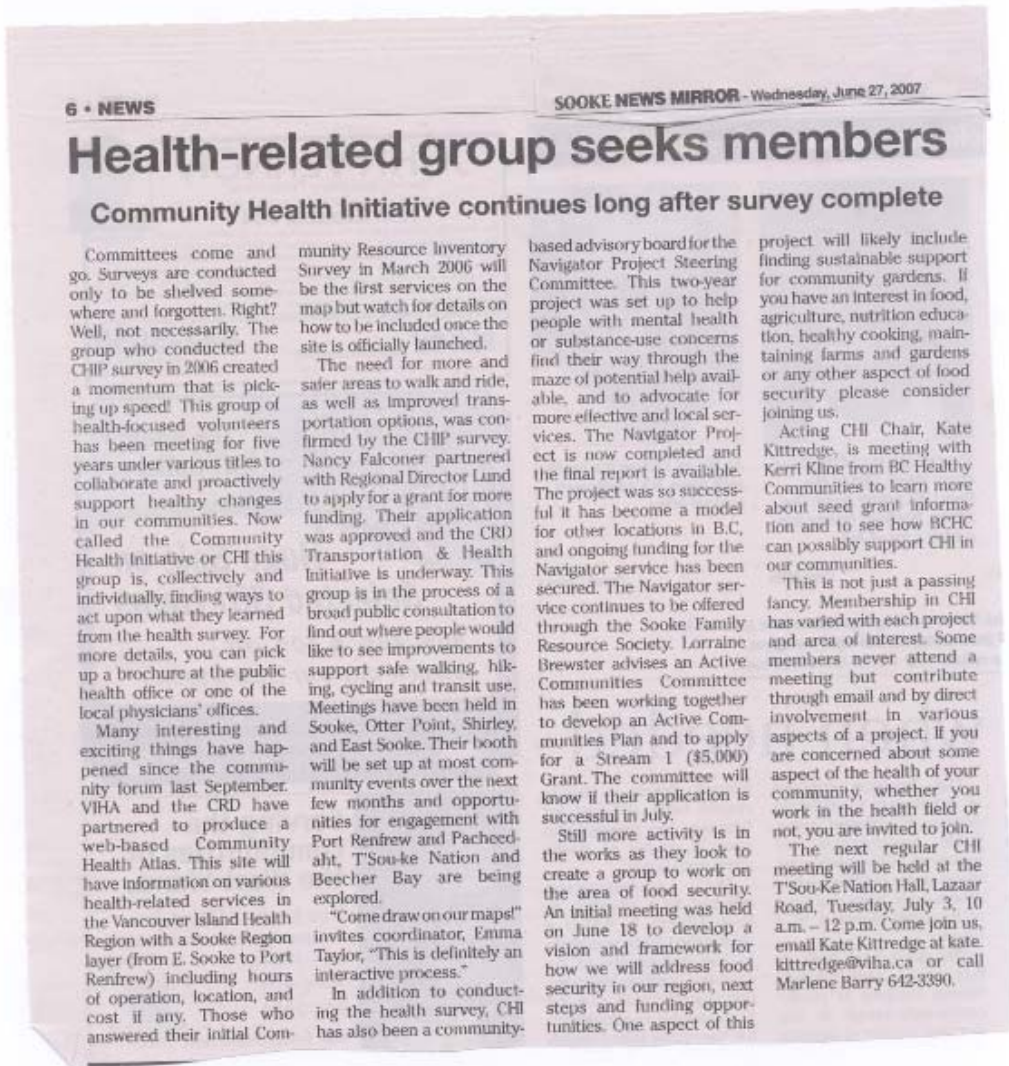 6 • NEWS
SOOKE NEWS MIRROR - Wednesday, June 27, 2007
Health-related group seeks members
Community Health Initiative continues long after survey complete
Committees come and
go. Surveys are conducted
only to be shelved some-
where and forgotten. Right?
Well, not necessarily. The
group who conducted the
CHIP survey in 2006 created
a momentum that is pick-
ing up speed! This group of
health-focused volunteers
has been meeting for five
years under various titles to
collaborate and proactively
support healthy changes
in our communities. Now
called the Community
Health Initiative or CHI this
group is, collectively and
individually, finding ways to
act upon what they learned
from the health survey. For
more details, you can pick
up a brochure at the public
health office or one of the
local physicians' offices.
Many interesting and
exciting things have hap-
pened since the commu-
nity forum last September.
VIHA and the CRD have
partnered to produce a
web-based Community
Health Atlas. This site will
have information on various
health-related services in
the Vancouver Island Health
Region with a Sooke Region
layer (from E. Sooke to Port
Renfrew) including hours
of operation, location, and
cost if any. Those who
answered their initial Com-
munity Resource Inventory
Survey in March 2006 will
be the first services on the
map but watch for details on
how to be included once the
site is officially launched.
The need for more and
safer areas to walk and ride,
as well as improved trans-
portation options, was con-
firmed by the CHIP survey.
Nancy Falconer partnered
with Regional Director Lund
to apply for a grant for more
funding. Their application
was approved and the CRD
Transportation & Health
Initiative is underway. This
group is in the process of a
broad public consultation to
find out where people would
like to see improvements to
support safe walking, hik-
ing, cycling and transit use.
Meetings have been held in
Sooke, Otter Point, Shirley,
and East Sooke. Their booth
will be set up at most com-
munity events over the next
few months and opportu-
nities for engagement with
Port Renfrew and Pacheed-
aht, T'Sou-ke Nation and
Beecher Bay are being
explored.
"Come draw on our maps!"
invites coordinator, Emma
Taylor, "This is definitely an
interactive process."
In addition to conduct-
ing the health survey, CHI
has also been a community-
based advisory board for the
Navigator Project Steering
Committee. This two-year
project was set up to help
people with mental health
or substance-use concerns
find their way through the
maze of potential help avail-
able, and to advocate for
more effective and local ser-
vices. The Navigator Proj-
ect is now completed and
the final report is available.
The project was so success-
ful it has become a model
for other locations in B.C,
and ongoing funding for the
Navigator service has been
secured. The Navigator ser-
vice continues to be offered
through the Sooke Family
Resource Society. Lorraine
Brewster advises an Active
Communities Committee
has been working together
to develop an Active Com-
munities Plan and to apply
for a Stream 1 ($5,000)
Grant. The committee will
know if their application is
successful in July.
Still more activity is in
the works as they look to
create a group to work on
the area of food security.
An initial meeting was held
on June 18 to develop a
vision and framework for
how we will address food
security in our region, next
steps and funding oppor-
tunities. One aspect of this
project will likely include
finding sustainable support
for community gardens. If
you have an interest in food,
agriculture, nutrition educa-
tion, healthy cooking, main-
taining farms and gardens
or any other aspect of food
security please consider
joining us.
Acting CHI Chair, Kate
Kittredge, is meeting with
Kerri Kline from BC Healthy
Communities to learn more
about seed grant informa-
tion and to see how BCHC
can possibly support CHI in
our communities.
This is not just a passing
fancy. Membership in CHI
has varied with each project
and area of interest. Some
members never attend a
meeting but contribute
through email and by direct
involvement in various
aspects of a project. If you
are concerned about some
aspect of the health of your
community, whether you
work in the health field or
not, you are invited to join.
The next regular CHI
meeting will be held at the
T'Sou-Ke Nation Hall, Lazaar
Road, Tuesday, July 3, 10
a.m. – 12 p.m. Come join us,
email Kate Kittredge at kate.
kittredge@viha.ca or call
Marlene Barry 642-3390.